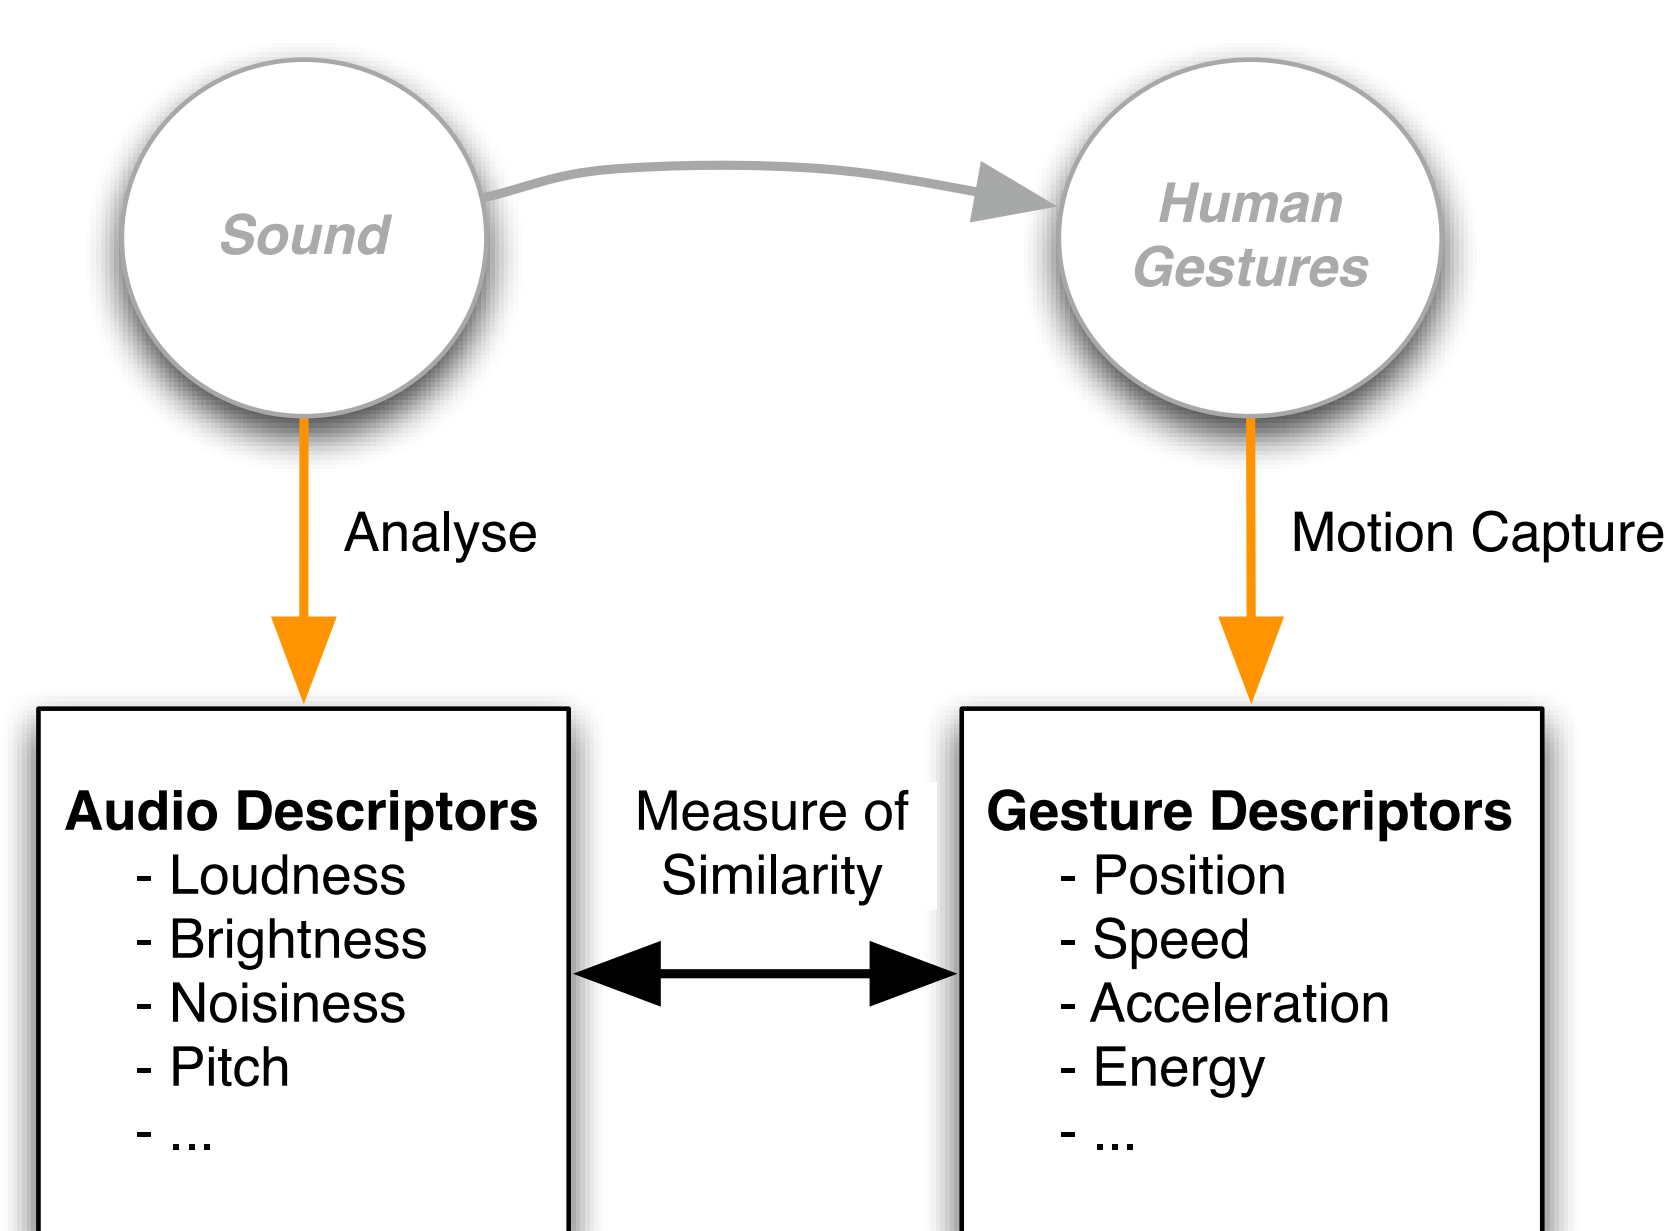 Sound
Human
Gestures
Analyse
Motion Capture
Audio Descriptors
- Loudness
- Brightness
- Noisiness
- Pitch
- ...
Measure of
Similarity
Gesture Descriptors
- Position
- Speed
- Acceleration
- Energy
- ...